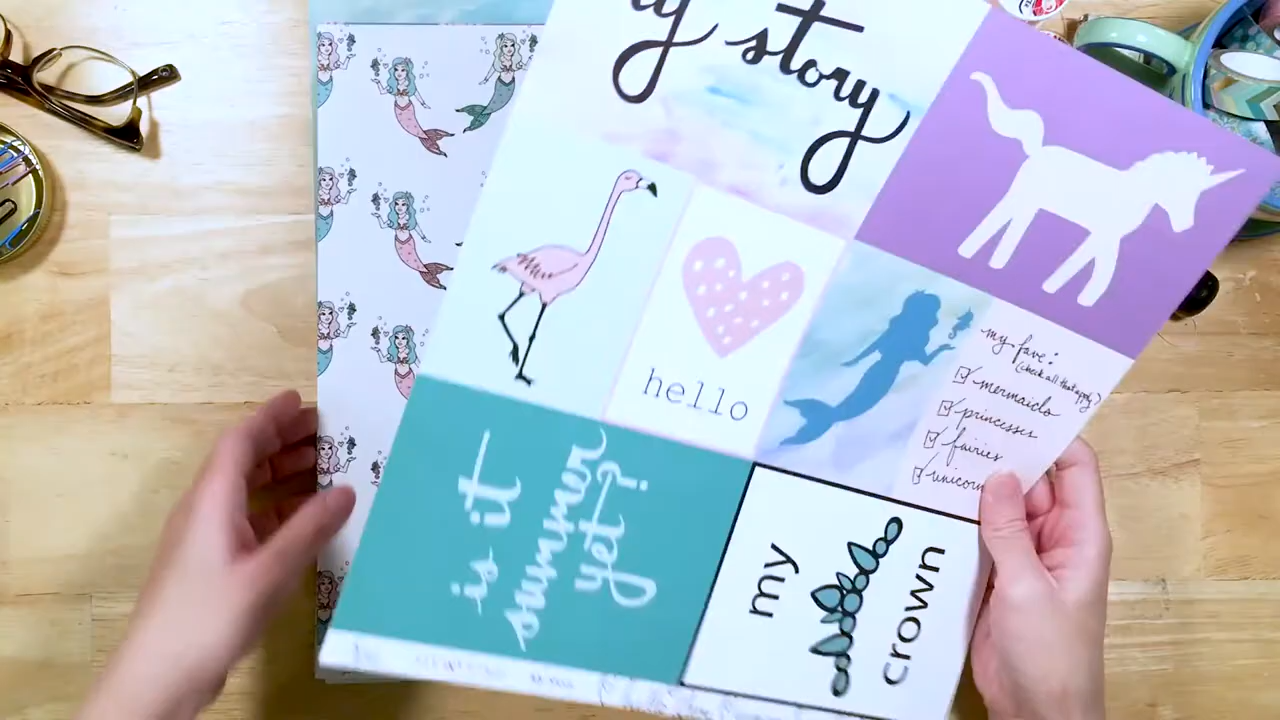 story
hello
my fave:
(check all that apply)
mermaids
princesses
fairies
is it
summer
yet?
my
crown